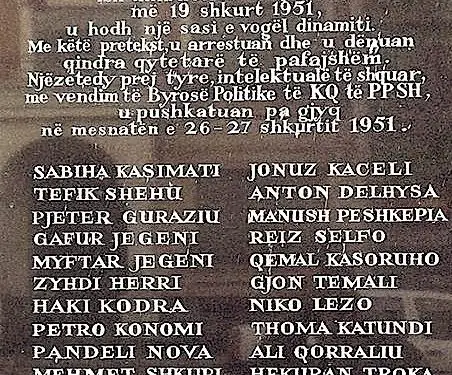 më 19 shkurt 1951,
u hodh një sasi e vogël dinamiti.
Me këtë pretekst, u arrestuan dhe u dënuan
qindra qytetarë të pafajshëm.
Njëzetedy prej tyre, intelektualë të shquar,
me vendim të Byrosë Politike të KQ të PPSH,
u pushkatuan pa gjyq
në mesnatën e 26-27 shkurtit 1951.
SABIHA KASIMATI JONUZ KACELI
TEFIK SHEHU ANTON DELHYSA
PJETER GURAZIU MANUSH PESHKEPIA
GAFUR JEGENI REIZ SELFO
MYFTAR JEGENI QEMAL KASORUHO
ZYHDI HERRI GJON TEMALI
HAKI KODRA NIKO LEZO
PETRO KONOMI THOMA KATUNDI
PANDELI NOVA ALI QORRALIU
MEHMET SHKUPI HEKURAN TROKA